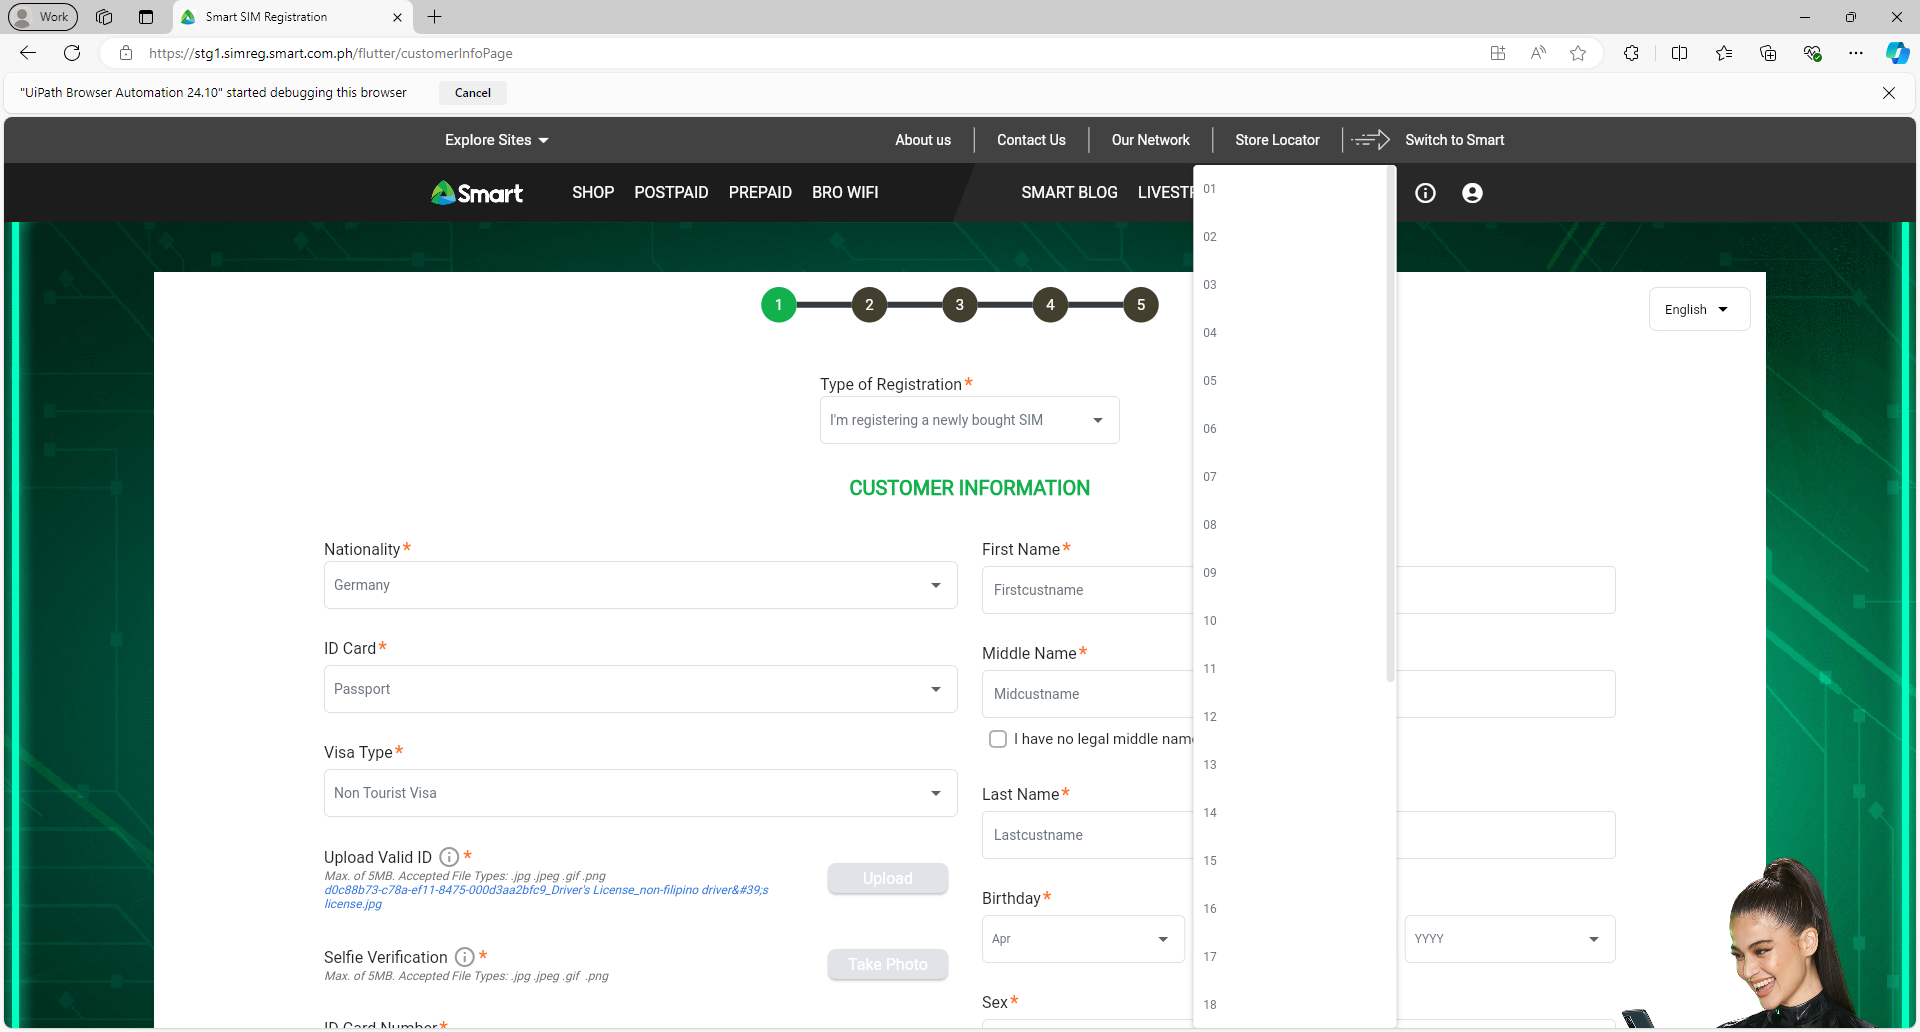 Work
Smart SIM Registration
https://stg1.simreg.smart.com.ph/flutter/customerInfoPage
"UiPath Browser Automation 24.10" started debugging this browser
Cancel
Explore Sites
About us
Contact Us
Our Network
Store Locator
Switch to Smart
Smart
SHOP
POSTPAID
PREPAID
BRO WIFI
SMART BLOG
LIVESTR
1
2
3
4
5
English
Type of Registration*
I'm registering a newly bought SIM
CUSTOMER INFORMATION
Nationality*
Germany
ID Card*
Passport
Visa Type*
Non Tourist Visa
Upload Valid ID *
Max. of 5MB. Accepted File Types: .jpg .jpeg .gif .png
d0c88b73-c78a-ef11-8475-000d3aa2bfc9_Driver's License_non-filipino driver&#39;s
license.jpg
Upload
Selfie Verification *
Max. of 5MB. Accepted File Types: .jpg .jpeg .gif .png
Take Photo
ID Card Number*
First Name*
Firstcustname
Middle Name*
Midcustname
I have no legal middle name
Last Name*
Lastcustname
Birthday*
Apr
YYYY
Sex*
01
02
03
04
05
06
07
08
09
10
11
12
13
14
15
16
17
18